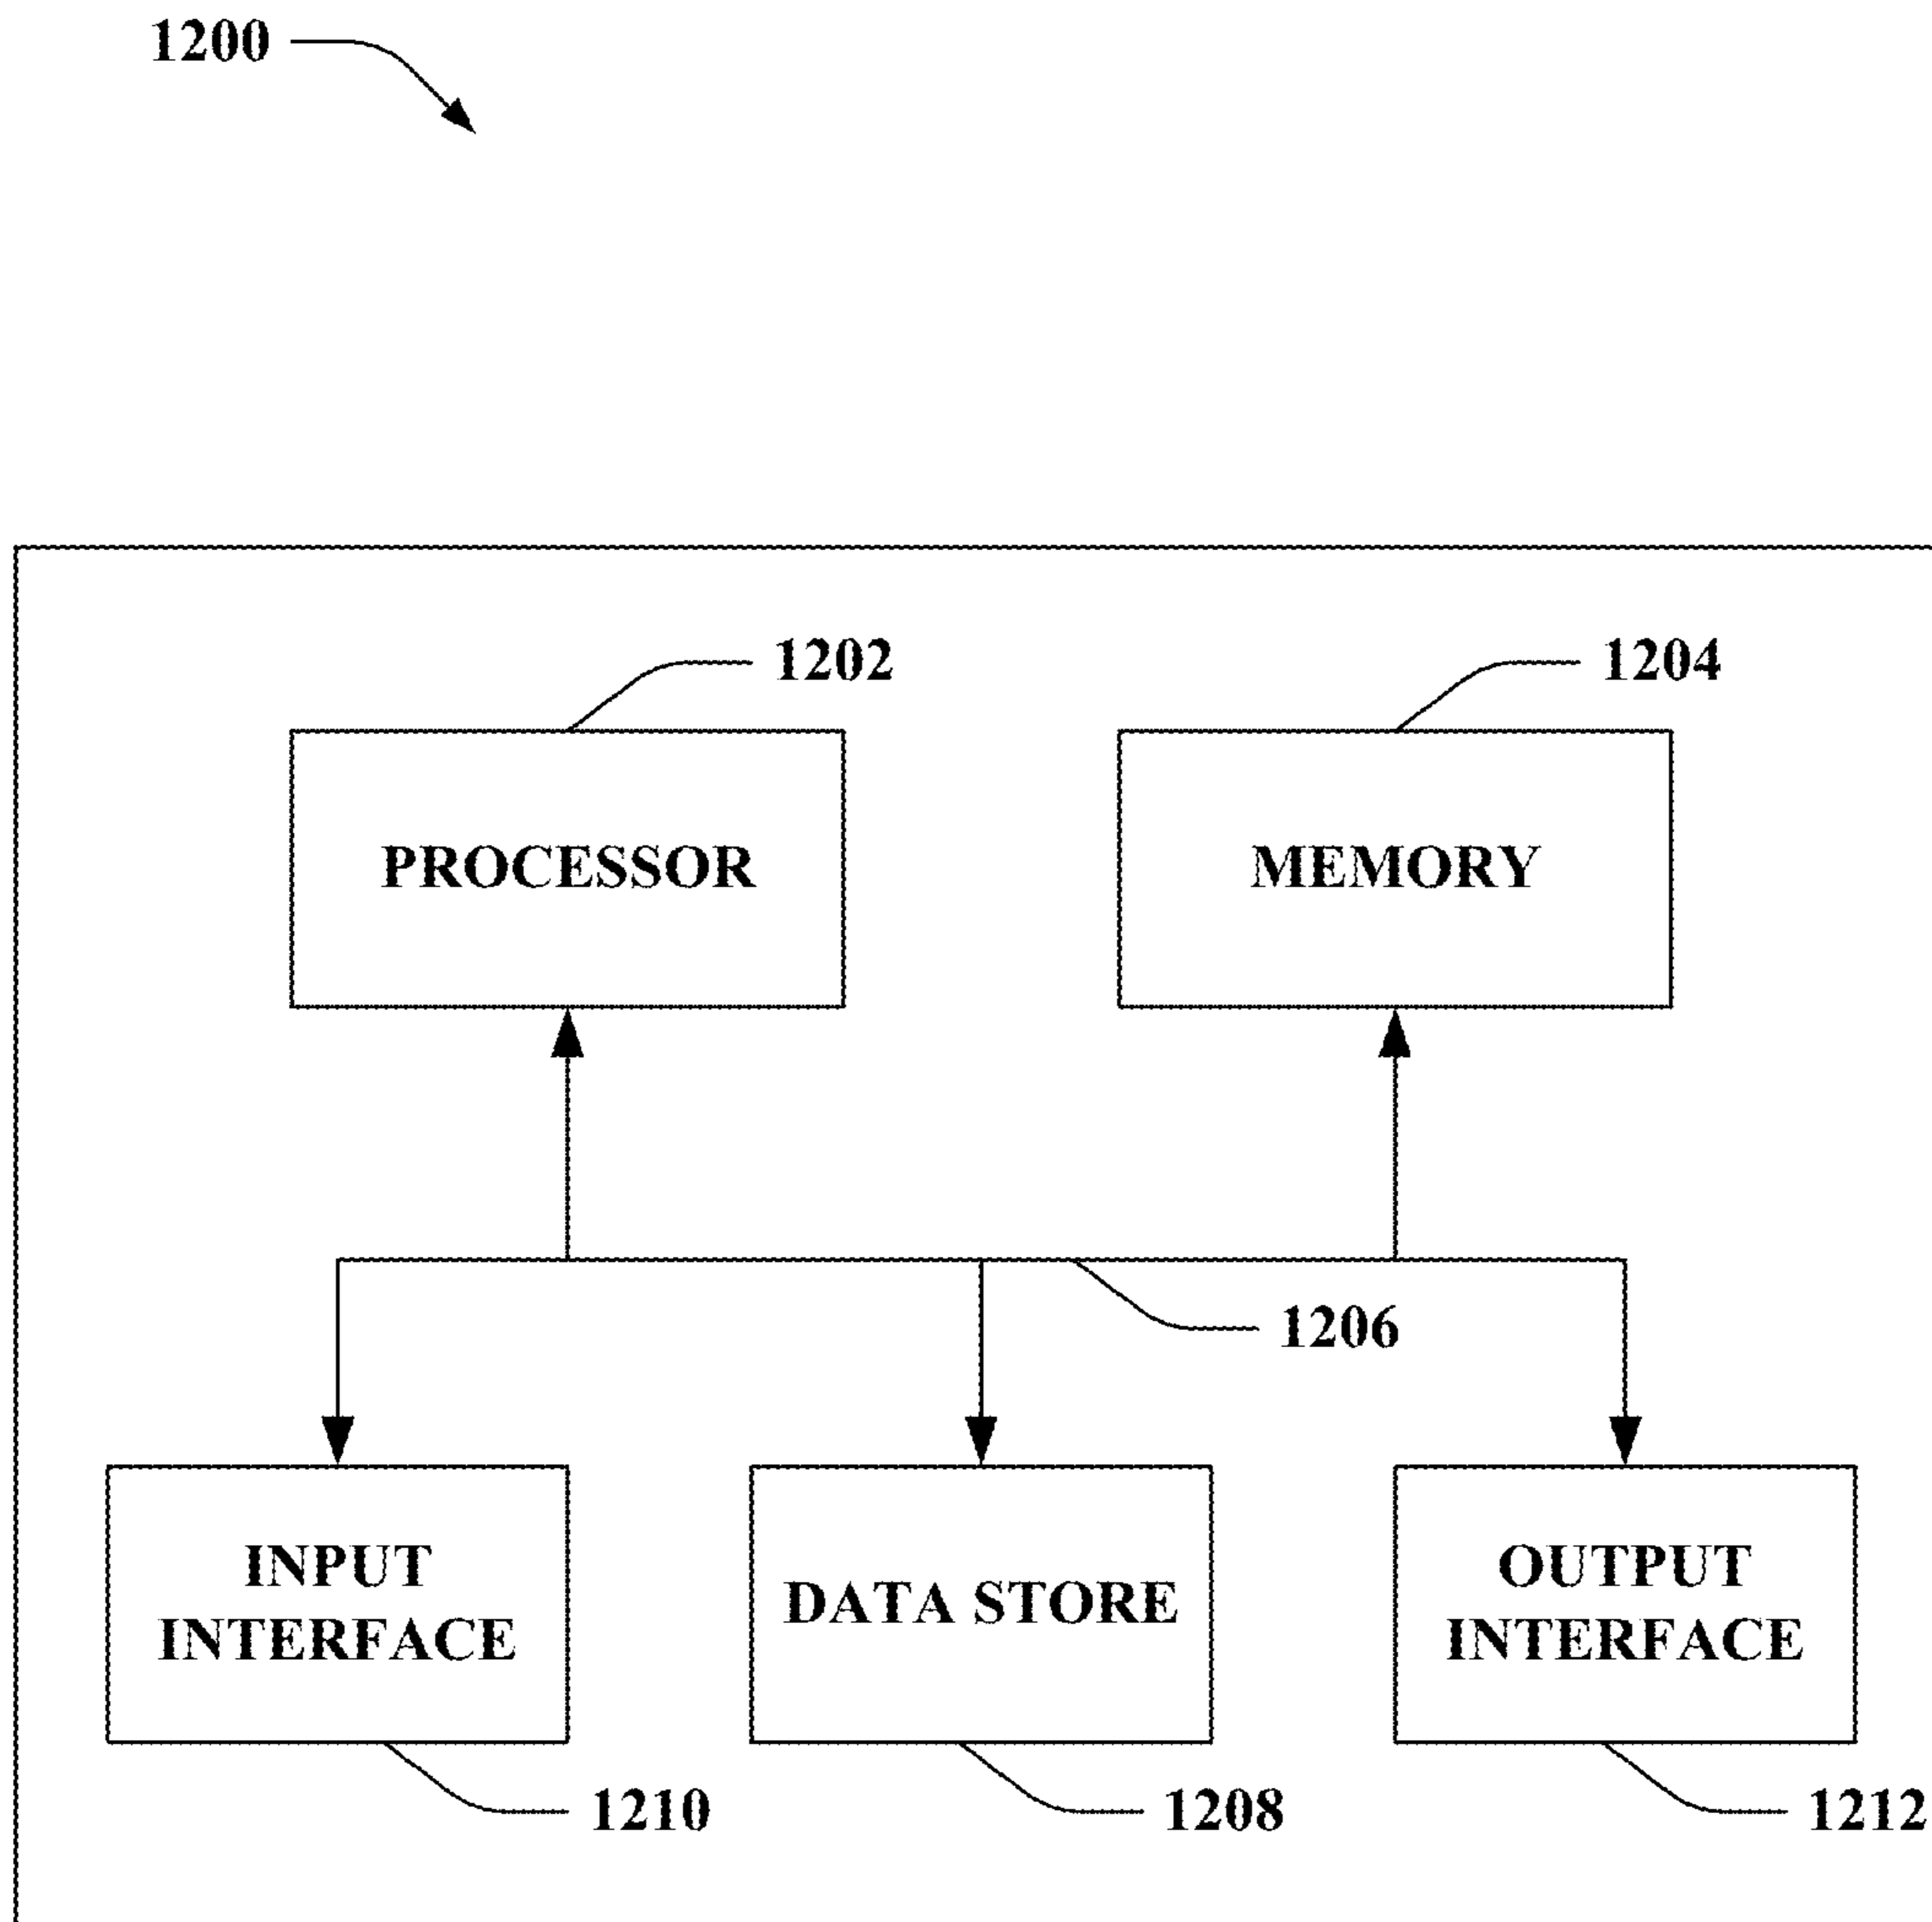 1200
1202
1204
PROCESSOR
MEMORY
1206
INPUT
INTERFACE
DATA STORE
OUTPUT
INTERFACE
1210
1208
1212